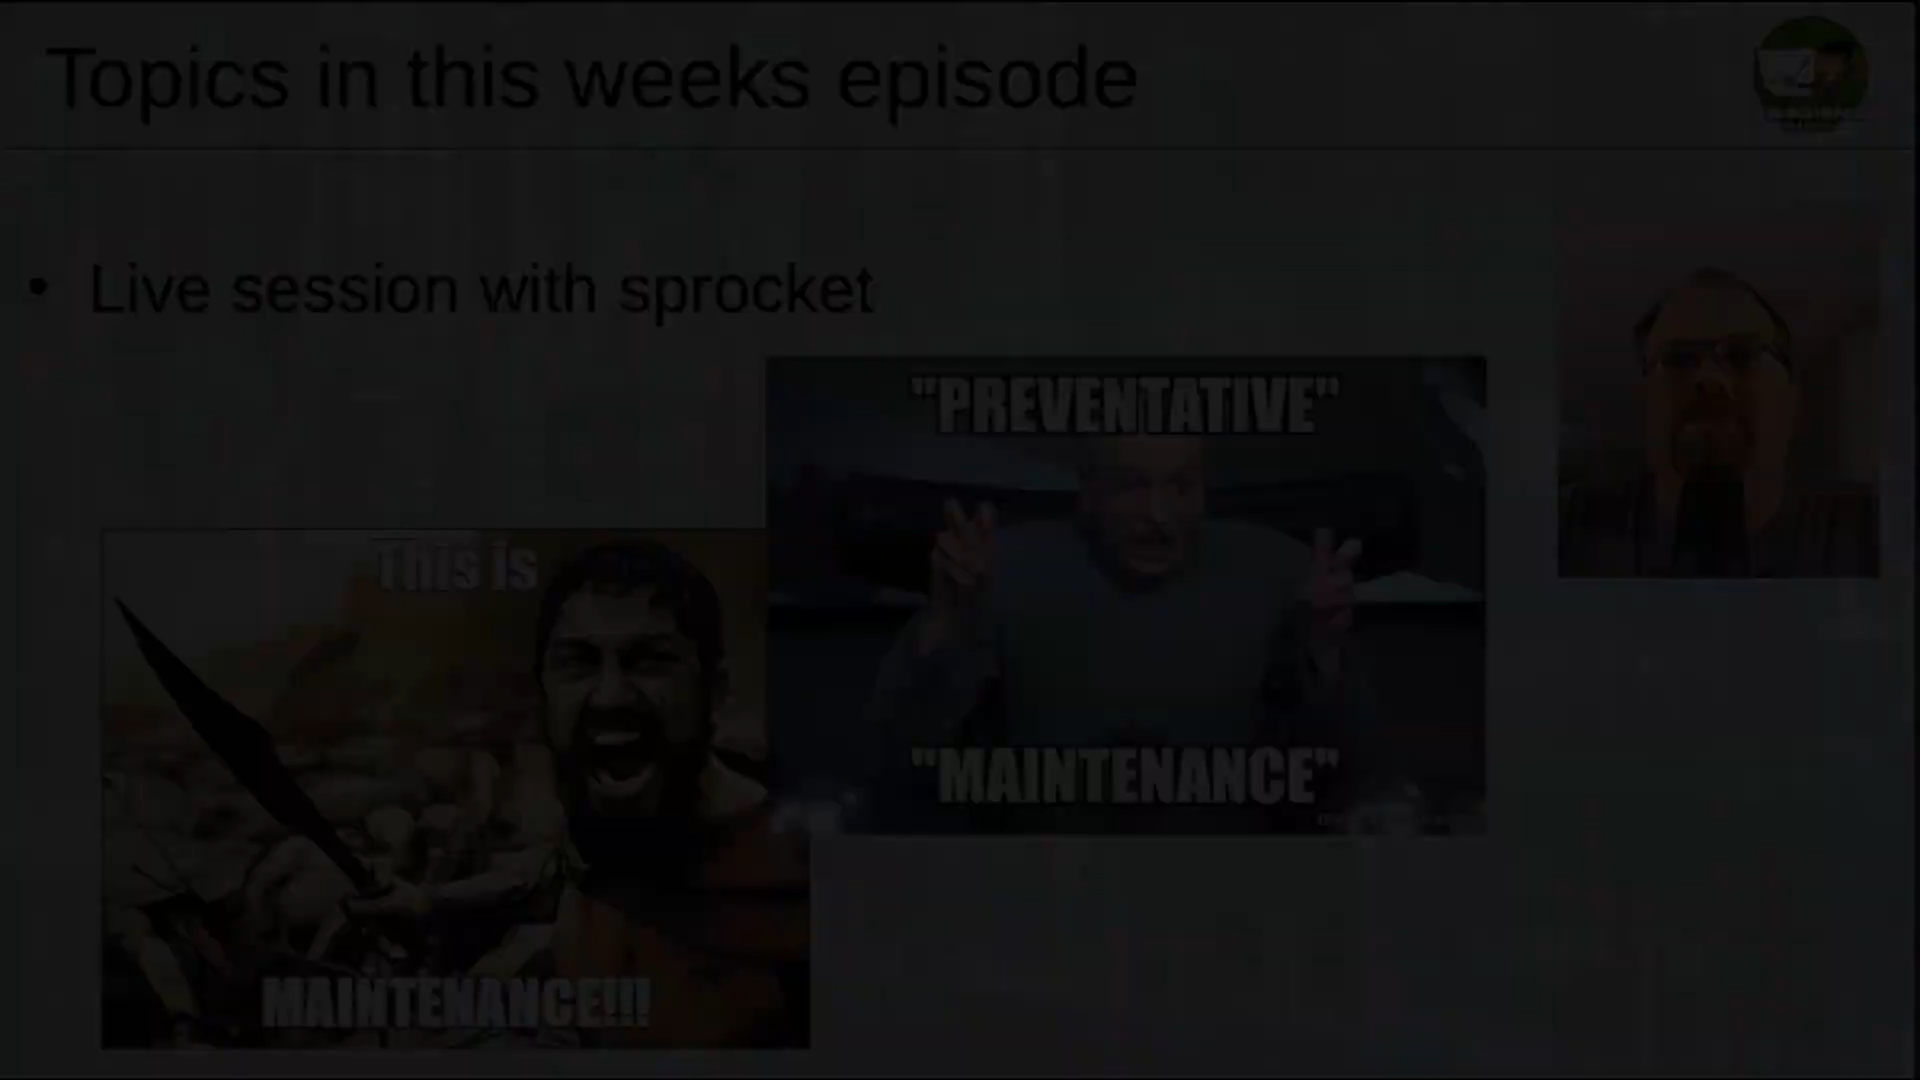 Topics in this weeks episode
• Live session with sprocket
"PREVENTATIVE"
"MAINTENANCE"
This is
MAINTENANCE!!!